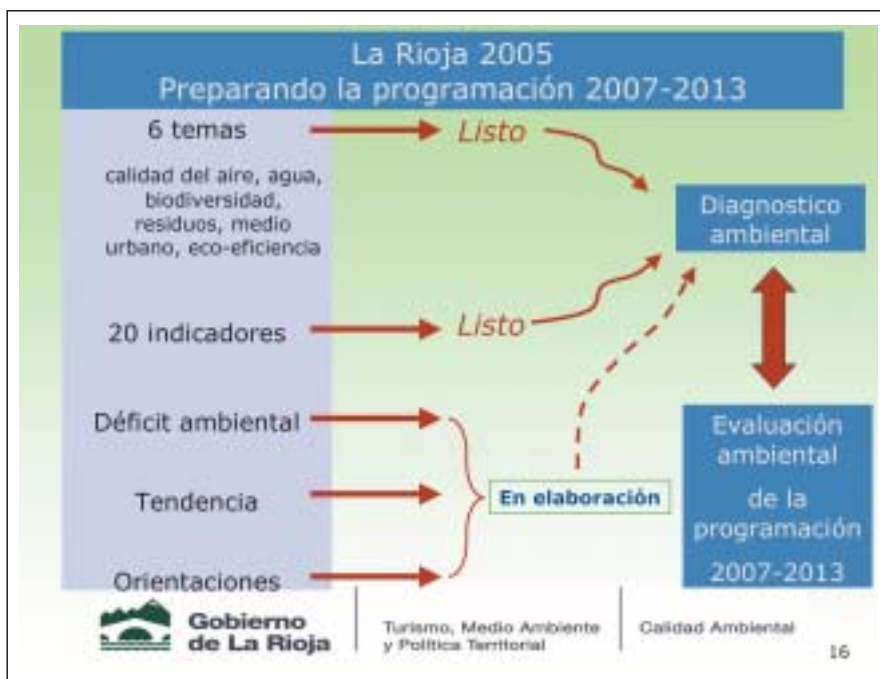 La Rioja 2005
Preparando la programación 2007-2013
6 temas
Listo
calidad del aire, agua,
biodiversidad,
residuos, medio
urbano, eco-eficiencia
Diagnostico
ambiental
20 indicadores
Listo
Déficit ambiental
Tendencia
Orientaciones
En elaboración
Evaluación
ambiental
de la
programación
2007-2013
Gobierno
de La Rioja
Turismo, Medio Ambiente
y Política Territorial
Calidad Ambiental
16